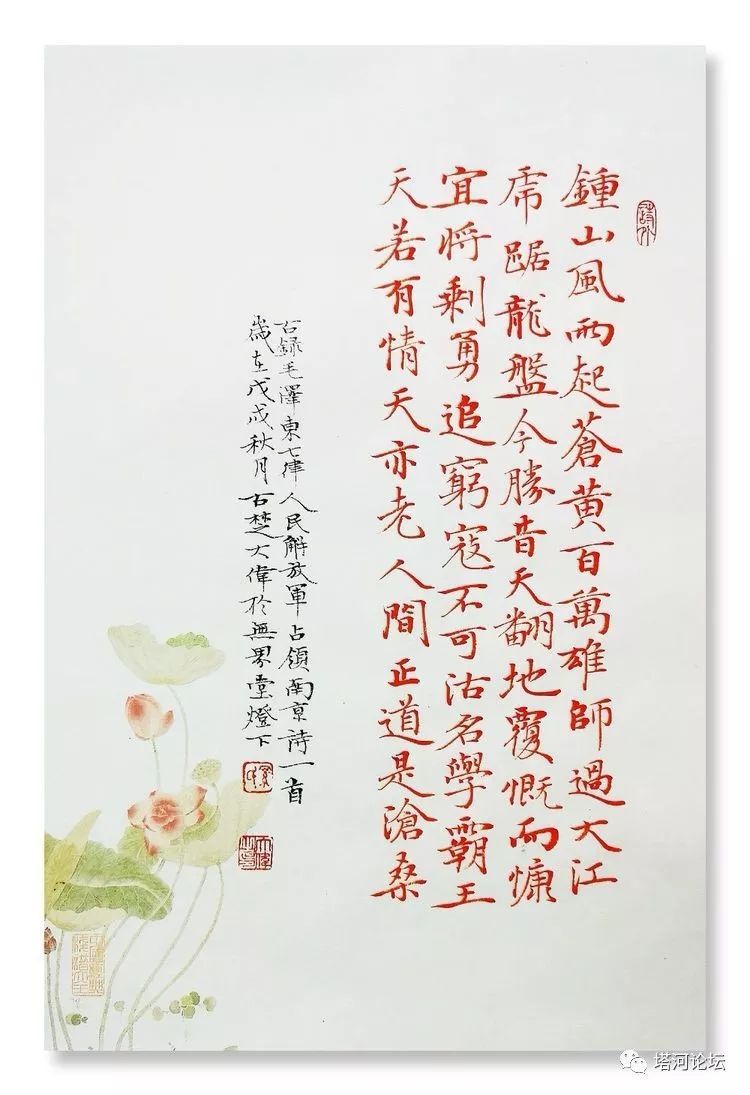 鍾山風雨起蒼黃百萬雄師過大江
虎踞龍盤今勝昔天翻地覆慨而慷
宜將剩勇追窮寇不可沽名學霸王
天若有情天亦老人間正道是滄桑
右錄毛澤東七律人民解放軍占領南京詩一首
歲在戊戌秋月古楚大偉於無界堂燈下
塔河论坛